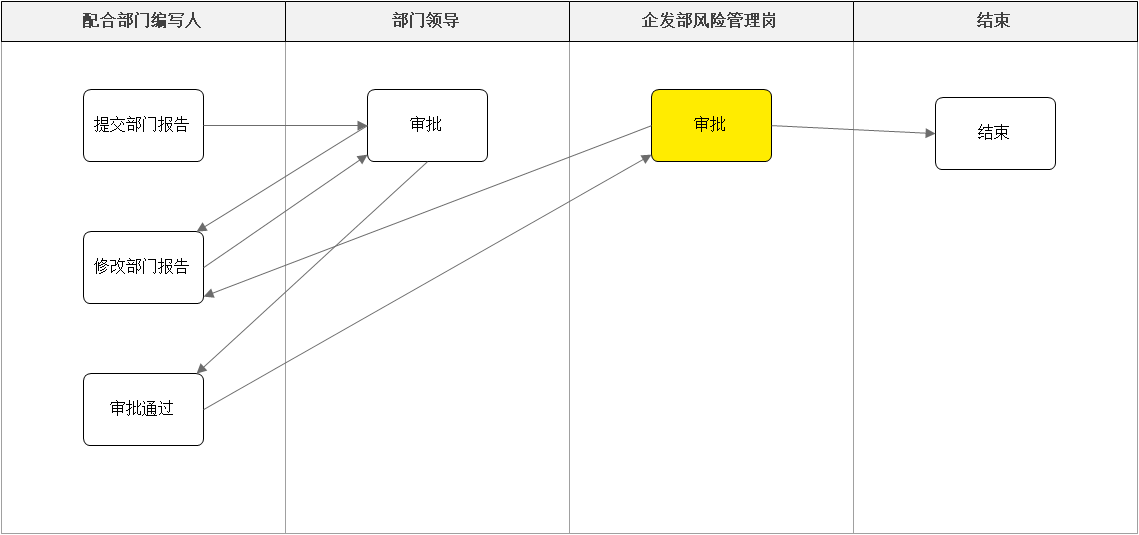 配合部门编写人
部门领导
企发部风险管理岗
结束
提交部门报告
审批
审批
结束
修改部门报告
审批通过